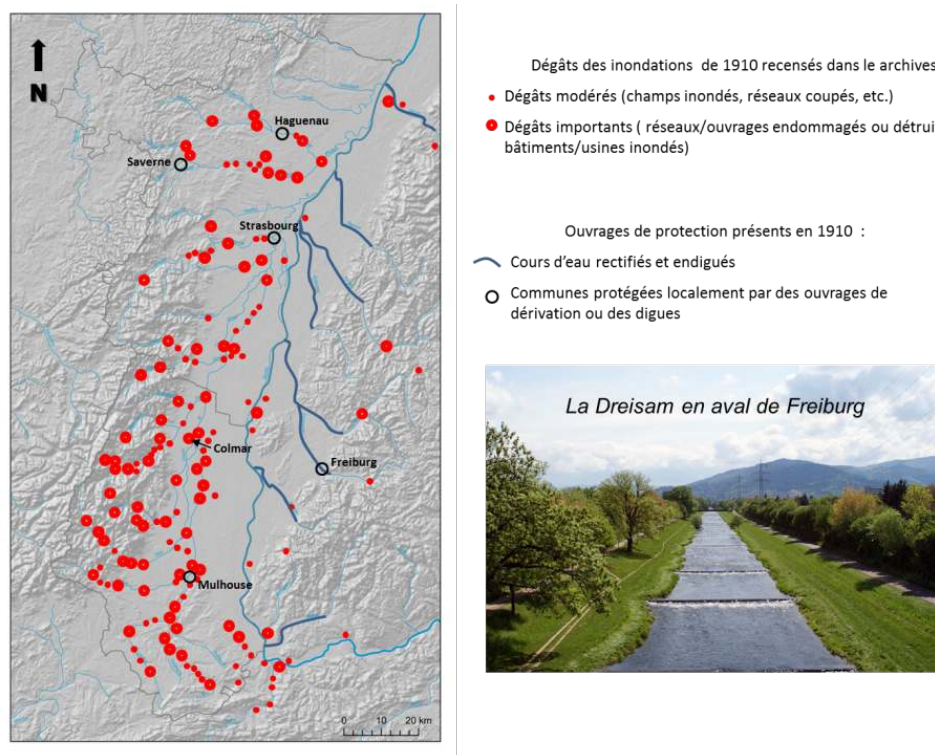 N
Haguenau
Saverne
Strasbourg
Colmar
Freiburg
Mulhouse
0 10 20 km
Dégâts des inondations de 1910 recensés dans le archives
Dégâts modérés (champs inondés, réseaux coupés, etc.)
Dégâts importants ( réseaux/ouvrages endommagés ou détrui
bâtiments/usines inondés)
Ouvrages de protection présents en 1910 :
Cours d'eau rectifiés et endigués
Communes protégées localement par des ouvrages de
dérivation ou des digues
La Dreisam en aval de Freiburg